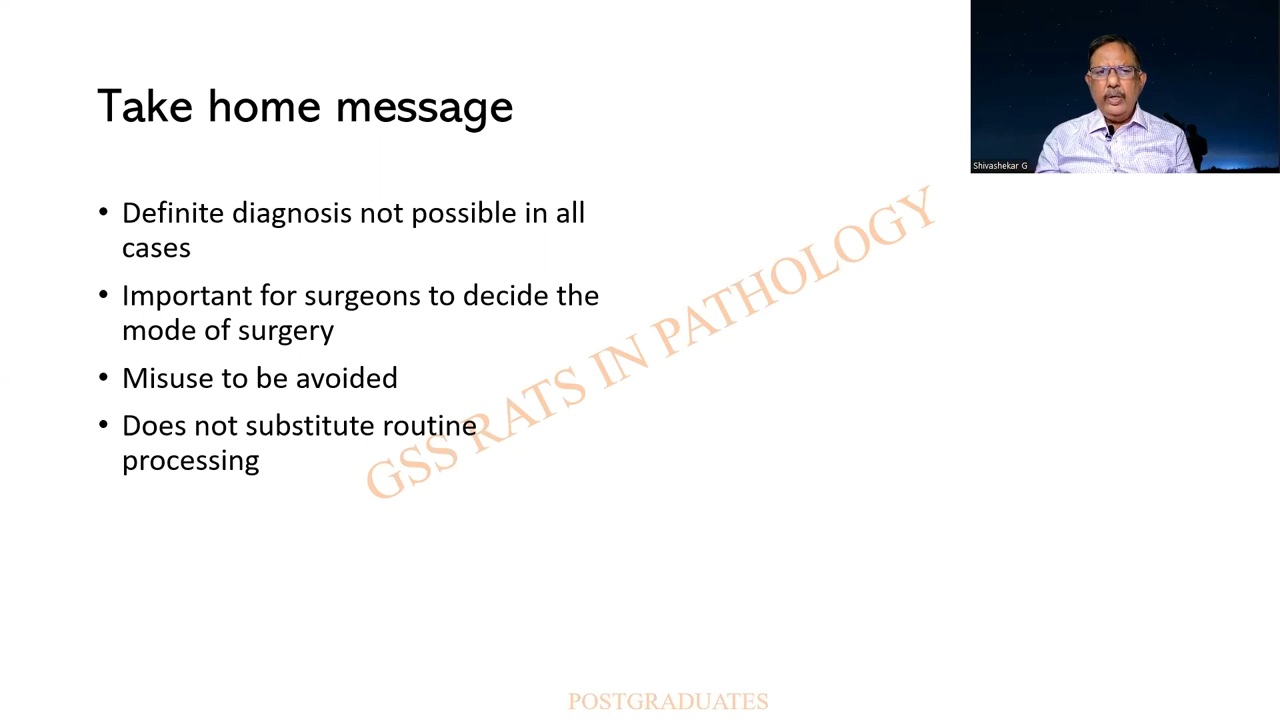 Take home message
Shivashekar G
• Definite diagnosis not possible in all
cases
• Important for surgeons to decide the
mode of surgery
• Misuse to be avoided
• Does not substitute routine
processing
GSS RATS IN PATHOLOGY
POSTGRADUATES